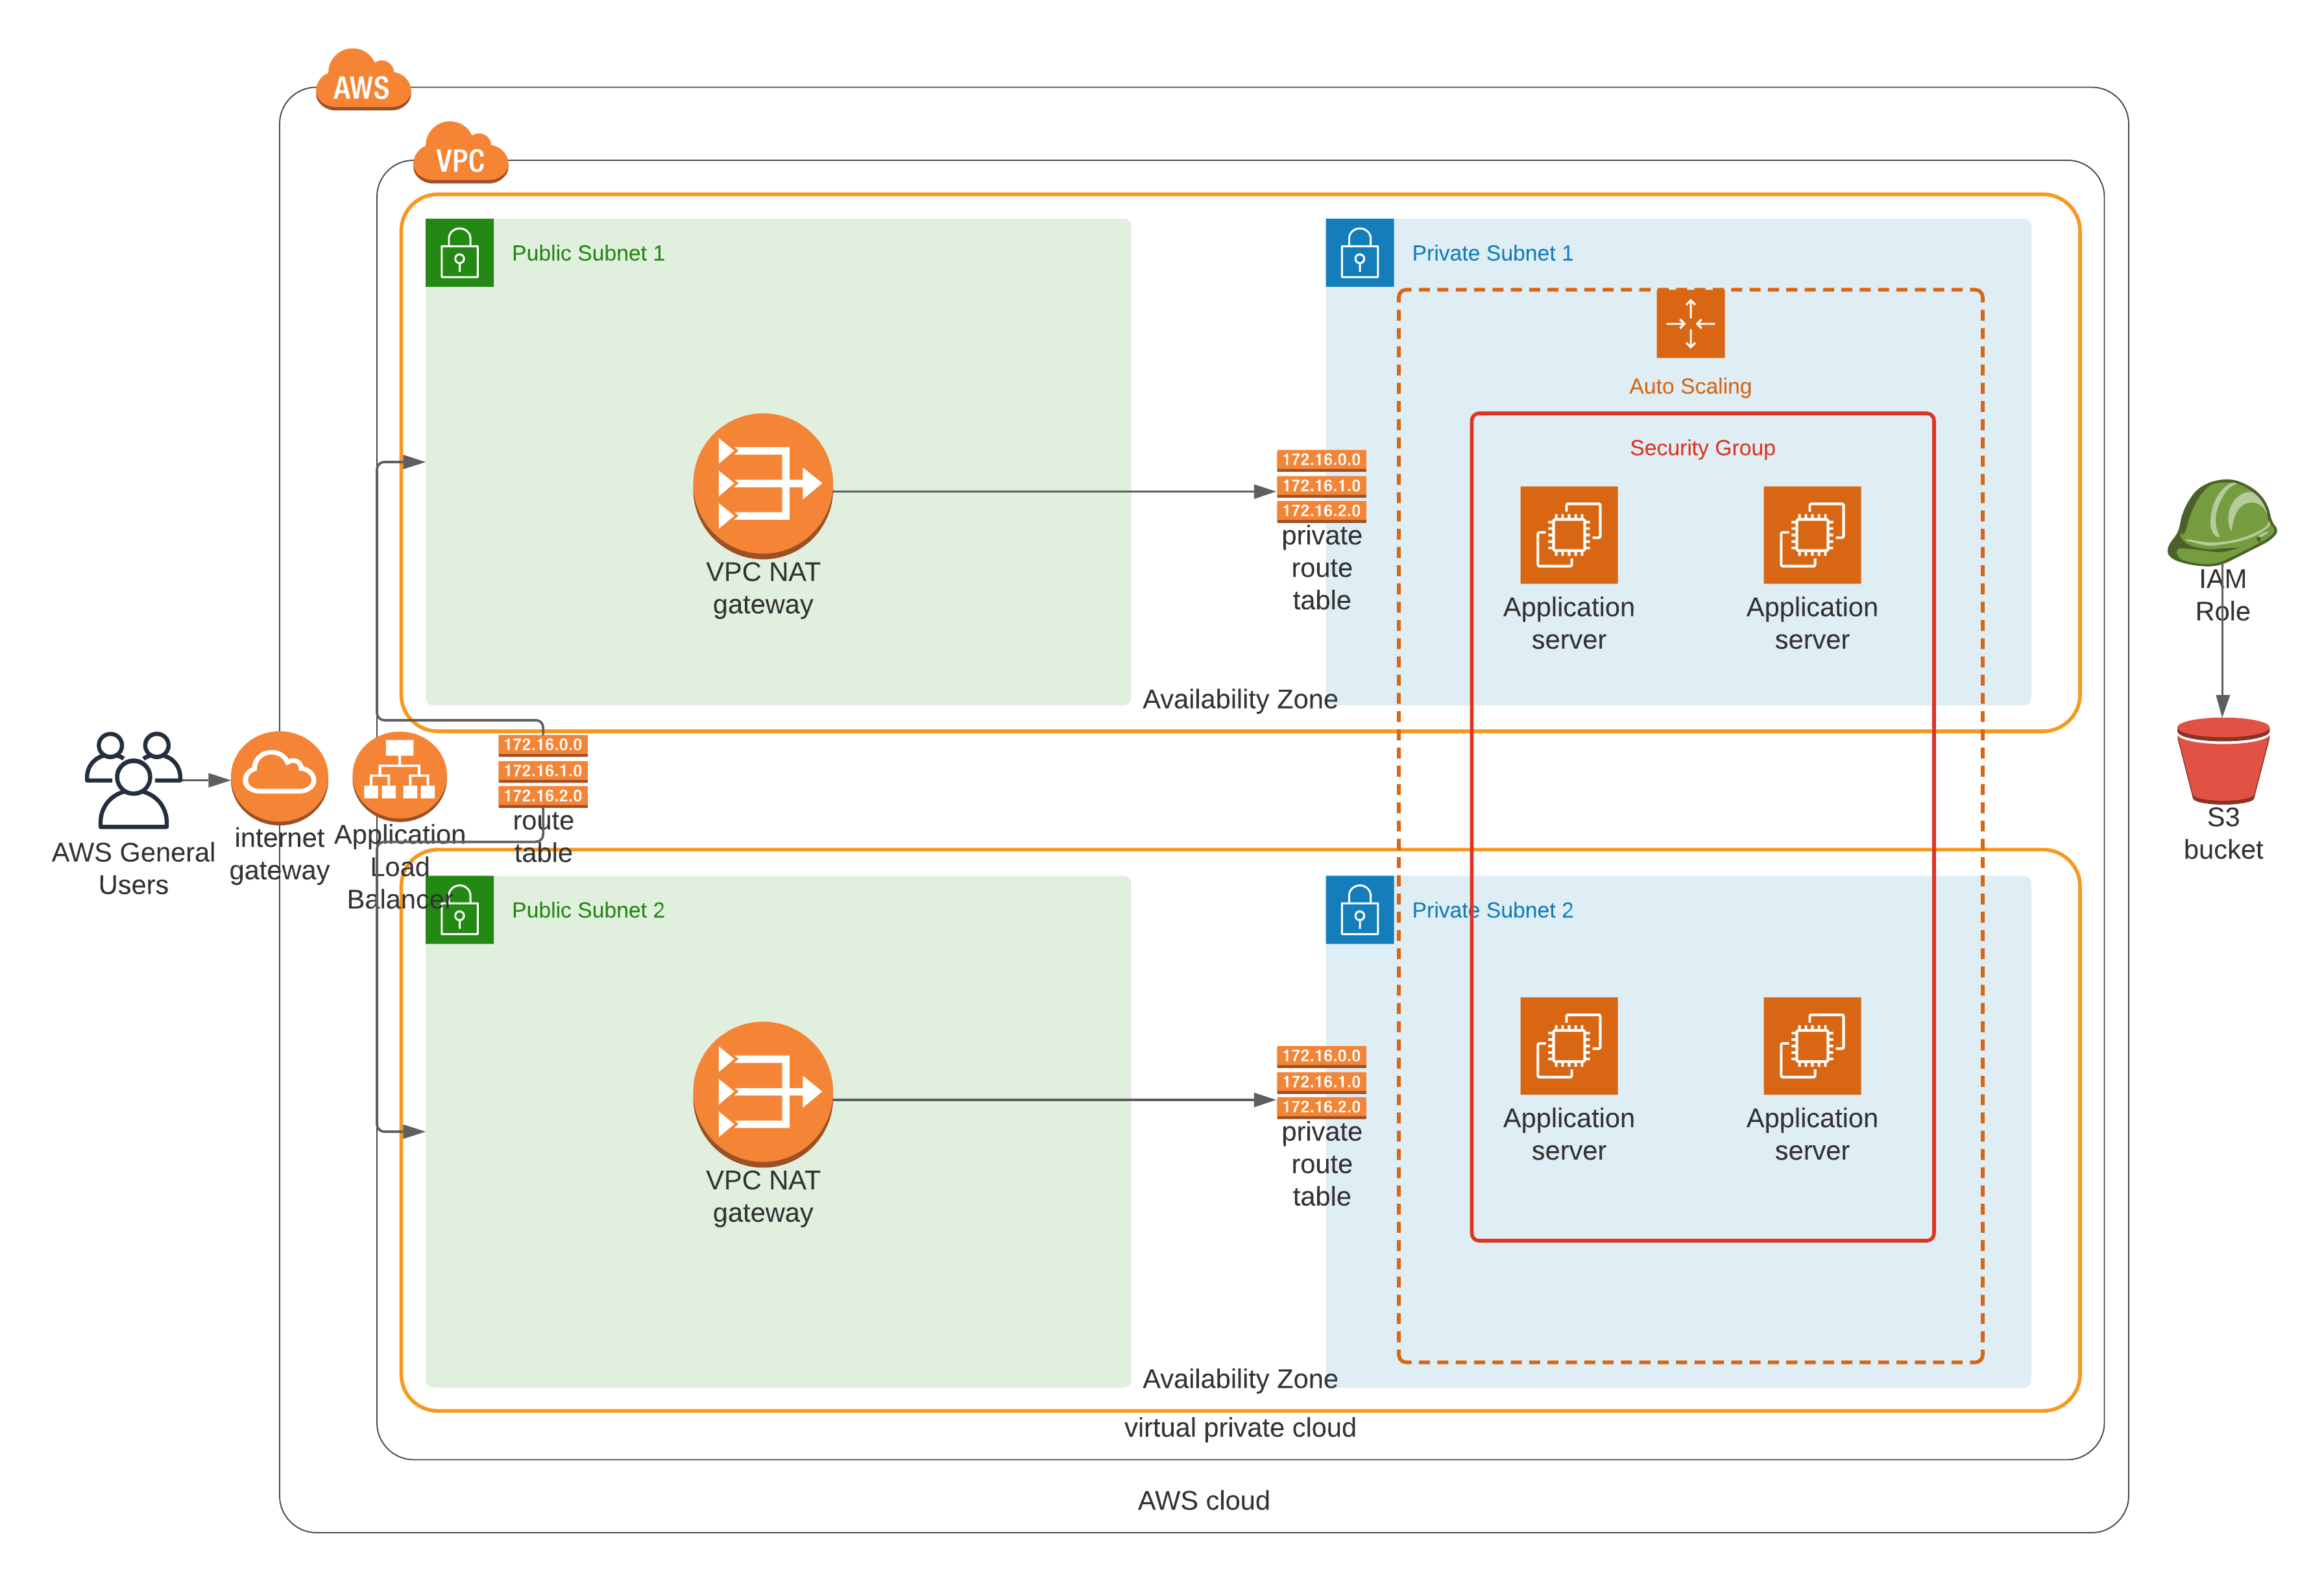 AWS
VPC
Public Subnet 1
Private Subnet 1
Auto Scaling
Security Group
172.16.0.0
172.16.1.0
172.16.2.0
private
route
table
VPC NAT
gateway
Application
server
Application
server
IAM
Role
Availability Zone
172.16.0.0
172.16.1.0
172.16.2.0
route
table
AWS General
Users
internet
gateway
Application
Load
Balancer
S3
bucket
Public Subnet 2
Private Subnet 2
172.16.0.0
172.16.1.0
172.16.2.0
private
route
table
VPC NAT
gateway
Application
server
Application
server
Availability Zone
virtual private cloud
AWS cloud